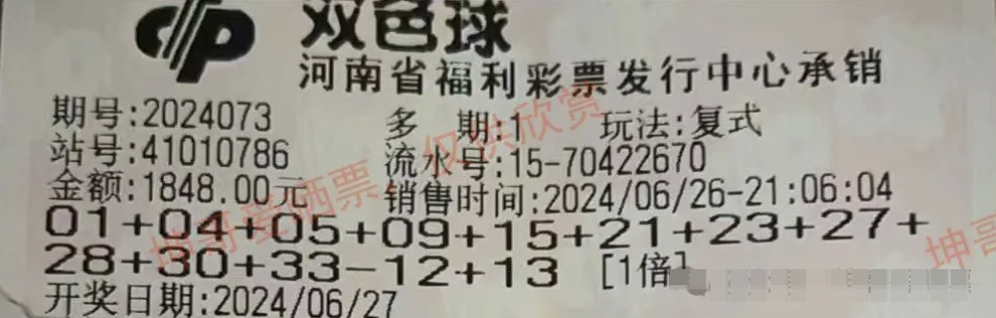 双色球
河南省福利彩票发行中心承销
期号:2024073 多 期:1 玩法:复式
站号:41010786 流水号:15-70422670
金额:1848.00元 销售时间:2024/06/26-21:06:04
01+04+05+09+15+21+23+27+
28+30+33-12+13 [1倍]
开奖日期:2024/06/27
坤哥晒票 仅供欣赏
坤哥